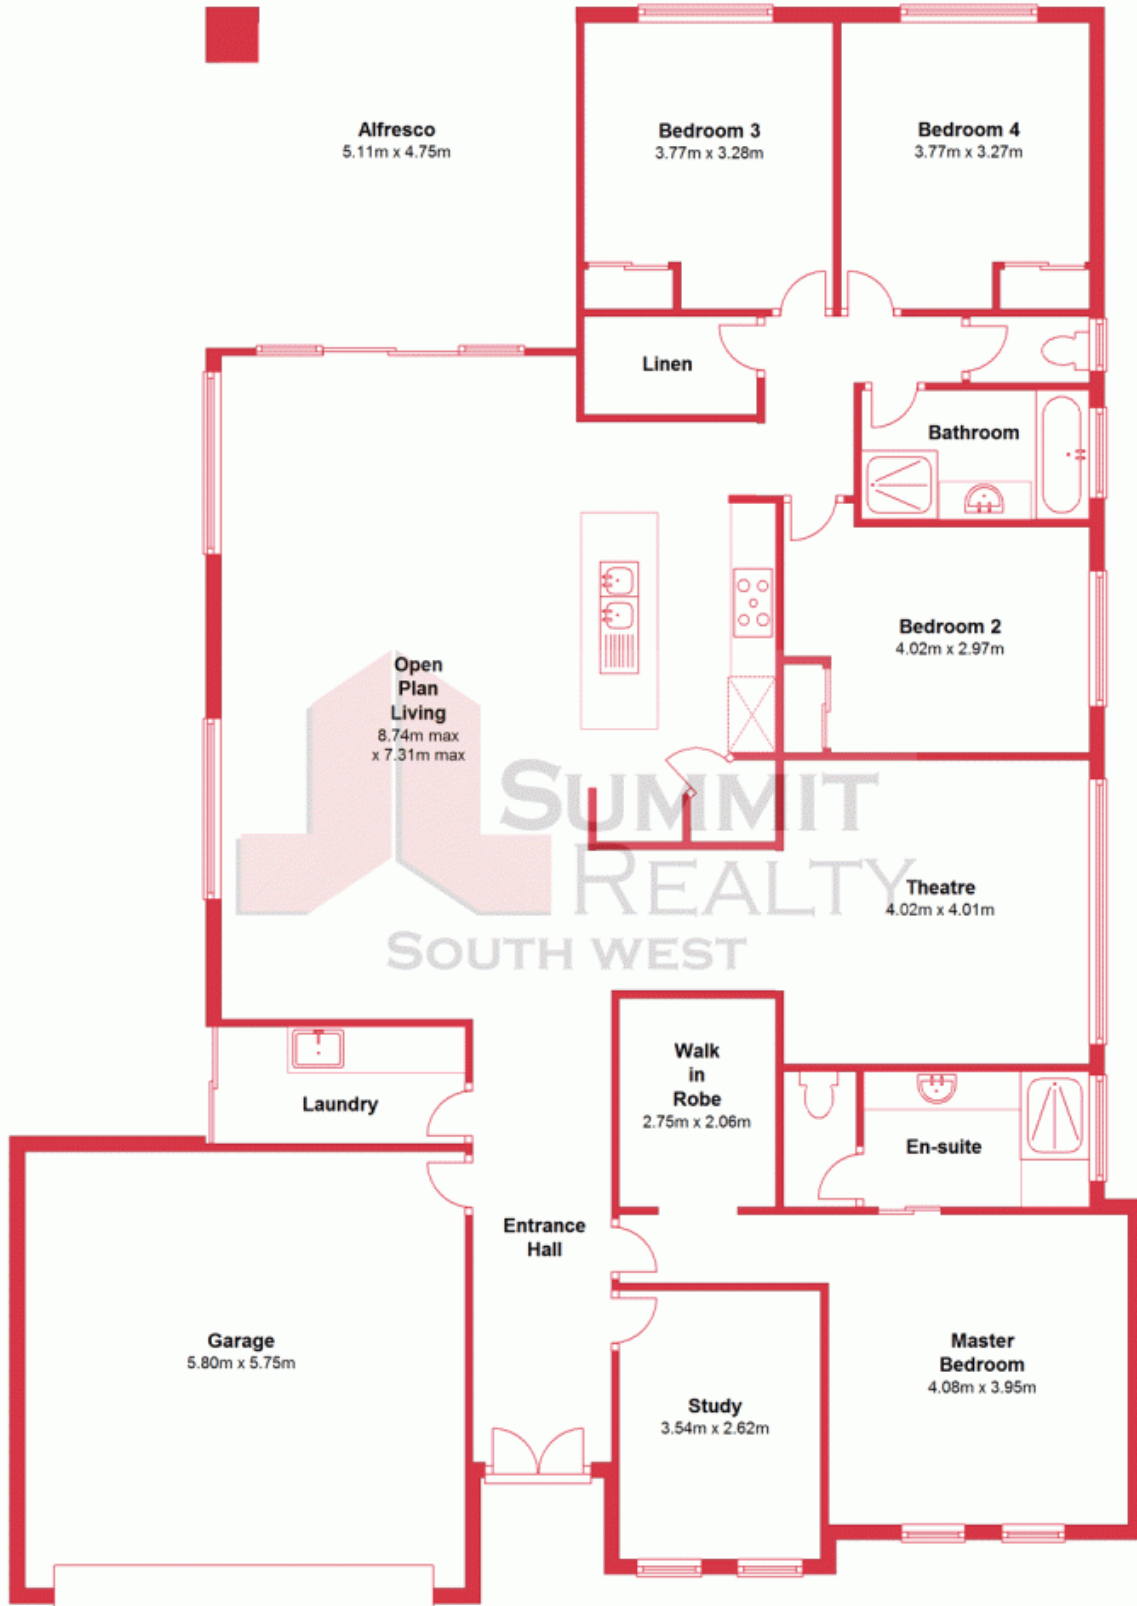 Alfresco
5.11m x 4.75m
Bedroom 3
3.77m x 3.28m
Bedroom 4
3.77m x 3.27m
Linen
Bathroom
Bedroom 2
4.02m x 2.97m
Open
Plan
Living
8.74m max
x 7.31m max
SUMMIT
REALTY
SOUTH WEST
Theatre
4.02m x 4.01m
Walk
in
Robe
2.75m x 2.06m
Laundry
En-suite
Entrance
Hall
Garage
5.80m x 5.75m
Master
Bedroom
4.08m x 3.95m
Study
3.54m x 2.62m